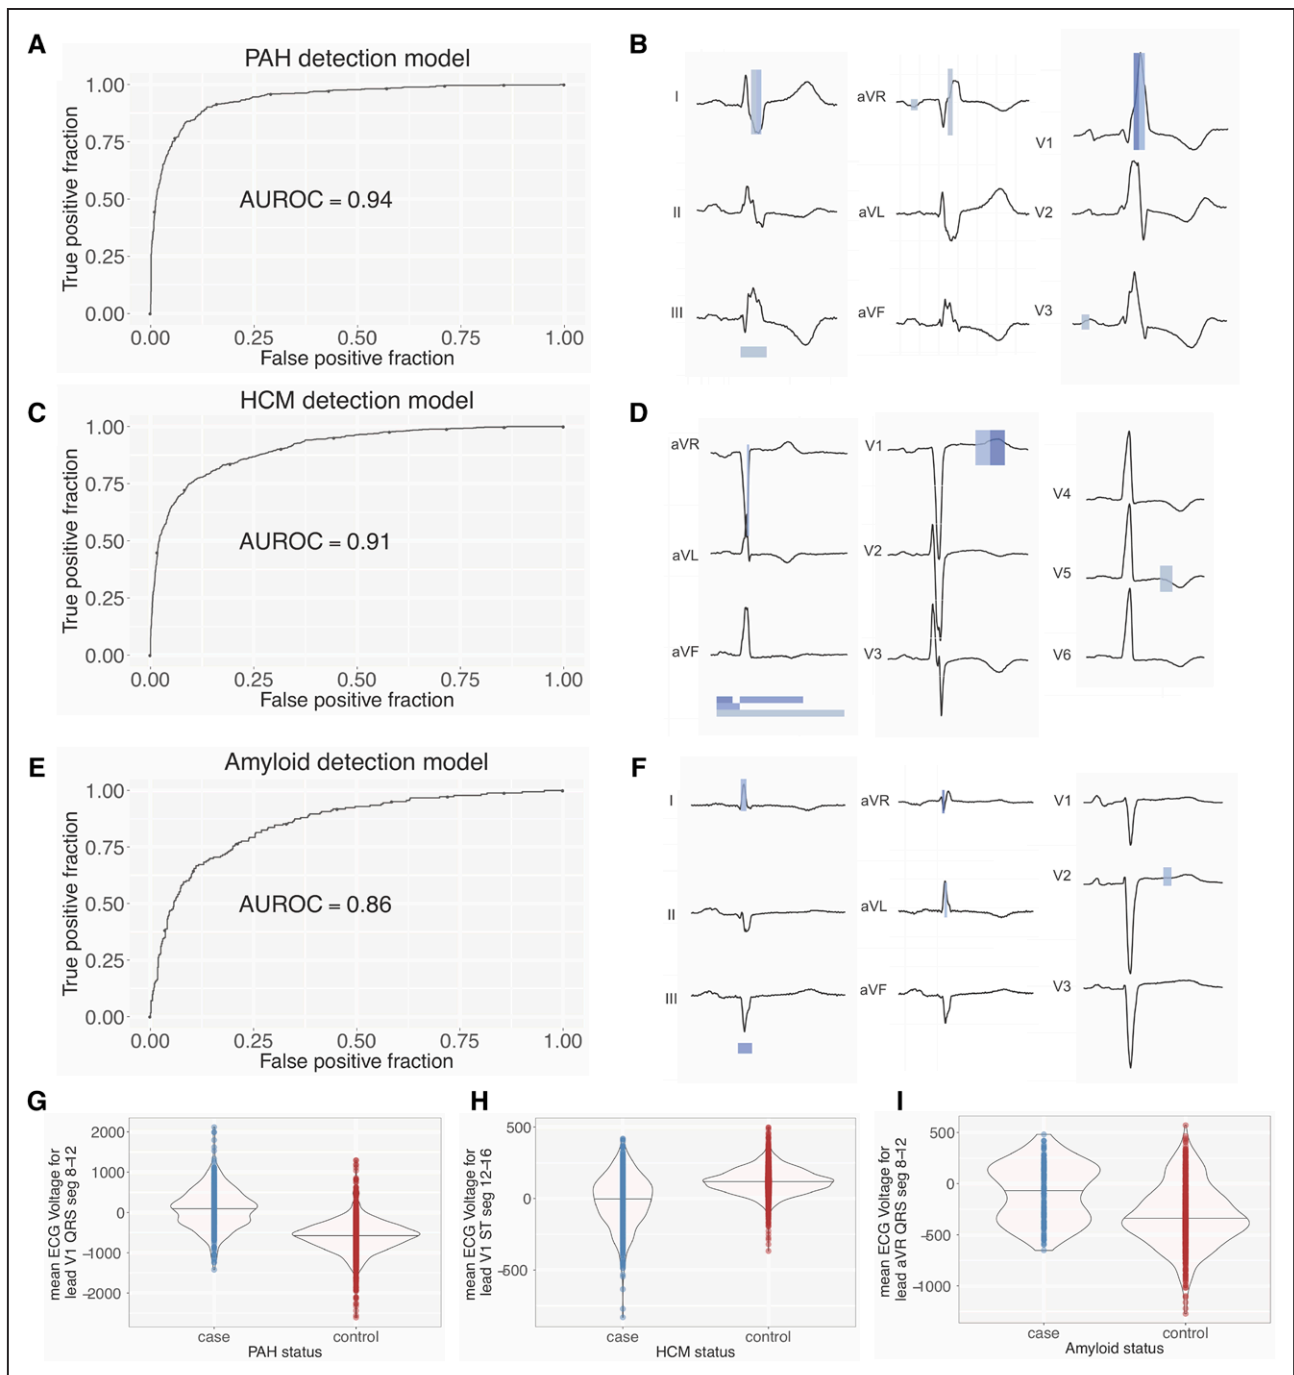 A
PAH detection model
1.00
0.75
0.50
0.25
0.00
True positive fraction
AUROC = 0.94
0.00 0.25 0.50 0.75 1.00
False positive fraction
B
I
II
III
aVR
aVL
aVF
V1
V2
V3
C
HCM detection model
1.00
0.75
0.50
0.25
0.00
True positive fraction
AUROC = 0.91
0.00 0.25 0.50 0.75 1.00
False positive fraction
D
aVR
aVL
aVF
V1
V2
V3
V4
V5
V6
E
Amyloid detection model
1.00
0.75
0.50
0.25
0.00
True positive fraction
AUROC = 0.86
0.00 0.25 0.50 0.75 1.00
False positive fraction
F
I
II
III
aVR
aVL
aVF
V1
V2
V3
G
mean ECG Voltage for
lead V1 QRS seg 8–12
2000
1000
0
−1000
−2000
case control
PAH status
H
mean ECG Voltage for
lead V1 ST seg 12–16
500
0
−500
case control
HCM status
I
mean ECG Voltage for
lead aVR QRS seg 8–12
500
0
−500
−1000
case control
Amyloid status